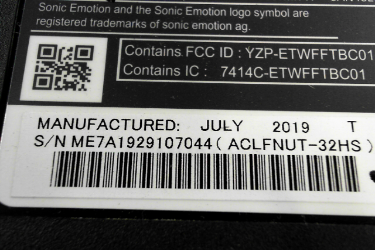 Sonic Emotion and the Sonic Emotion logo symbol are
registered trademarks of sonic emotion ag.
Contains FCC ID : YZP-ETWFFTBC01
Contains IC : 7414C-ETWFFTBC01
MANUFACTURED: JULY 2019 T
S/N ME7A1929107044 ( ACLFNUT-32HS )